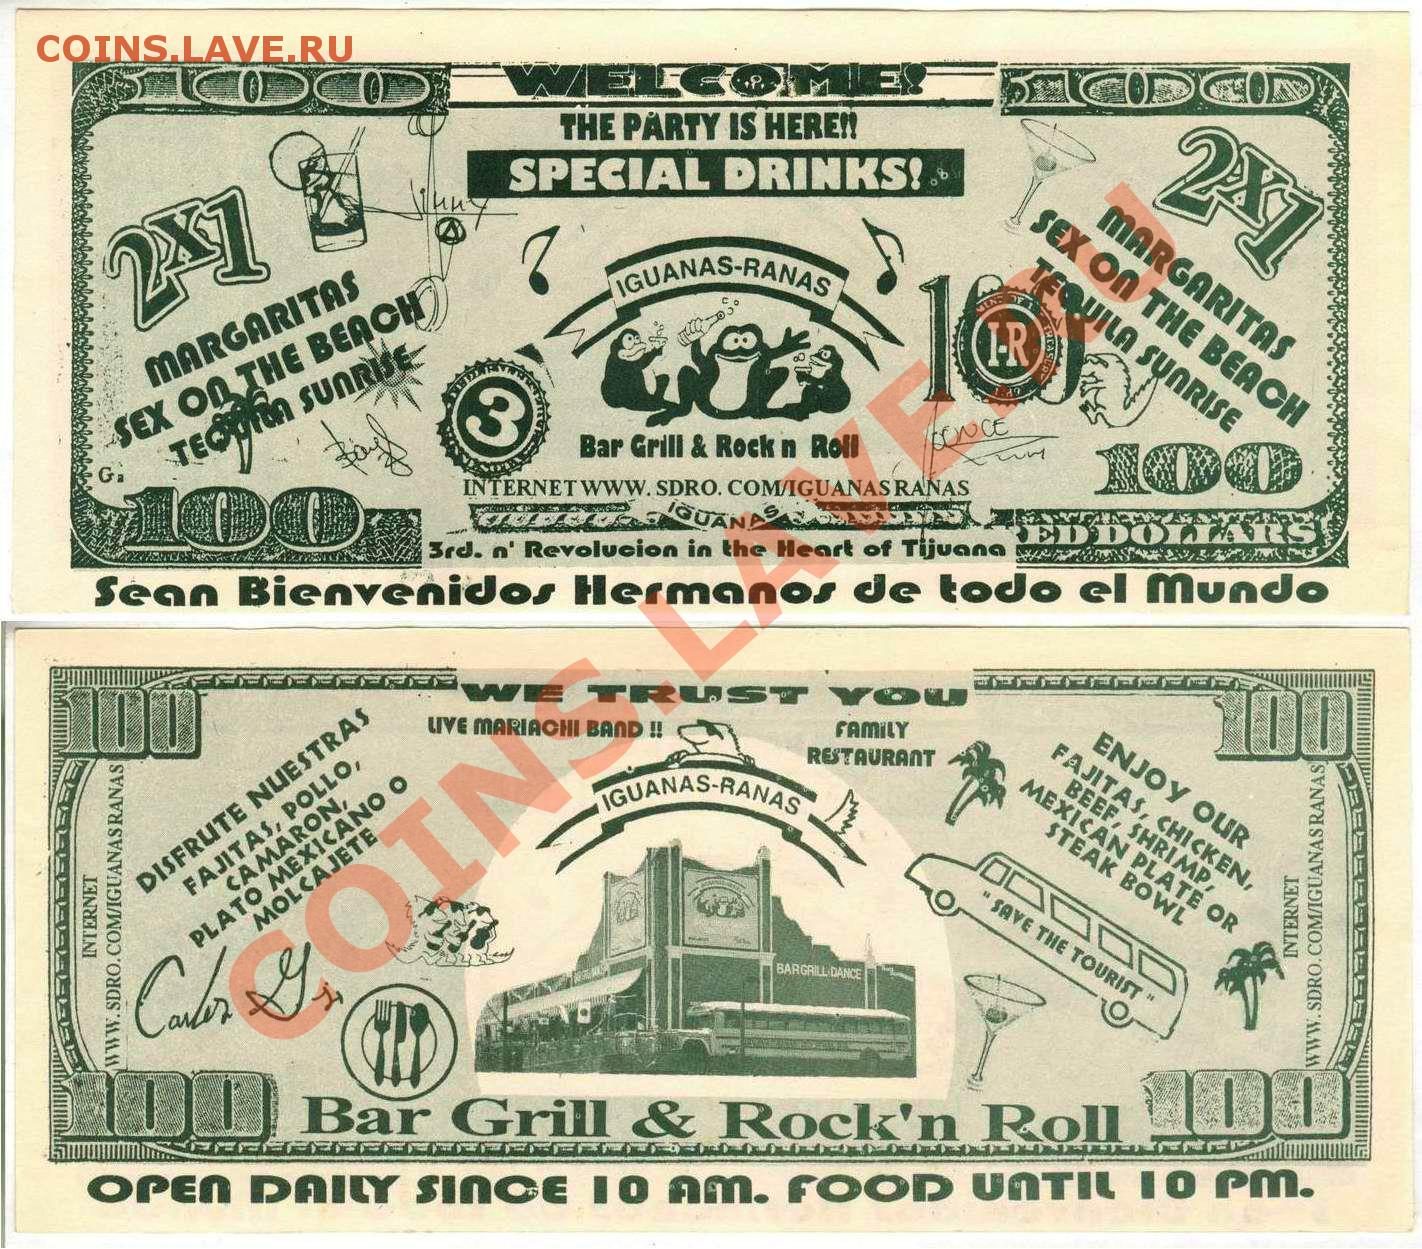 COINS.LAVE.RU
100
WELCOME!
100
THE PARTY IS HERE!!
SPECIAL DRINKS!
2X1
MARGARITAS
SEX ON THE BEACH
TEQUILA SUNRISE
IGUANAS-RANAS
3
Bar Grill & Rock n Roll
100
I-R
2X1
MARGARITAS
SEX ON THE BEACH
TEQUILA SUNRISE
INTERNET WWW. SDRO. COM/IGUANASRANAS
IGUANAS
100
100
ED DOLLARS
3rd. n' Revolucion in the Heart of Tijuana
Sean Bienvenidos Hermanos de todo el Mundo
COINS.LAVE.RU
100
WE TRUST YOU
100
LIVE MARIACHI BAND !!
FAMILY
RESTAURANT
DISFRUTE NUESTRAS
FAJITAS, POLLO,
CAMARON,
PLATO MEXICANO O
MOLCAJETE
IGUANAS-RANAS
ENJOY OUR
FAJITAS, CHICKEN,
BEEF, SHRIMP,
MEXICAN PLATE OR
STEAK BOWL
INTERNET
WWW. SDRO. COM/IGUANASRANAS
"SAVE THE TOURIST"
BAR GRILL-DANCE
INTERNET
WWW. SDRO. COM/IGUANASRANAS
100
Bar Grill & Rock'n Roll
100
OPEN DAILY SINCE 10 AM. FOOD UNTIL 10 PM.